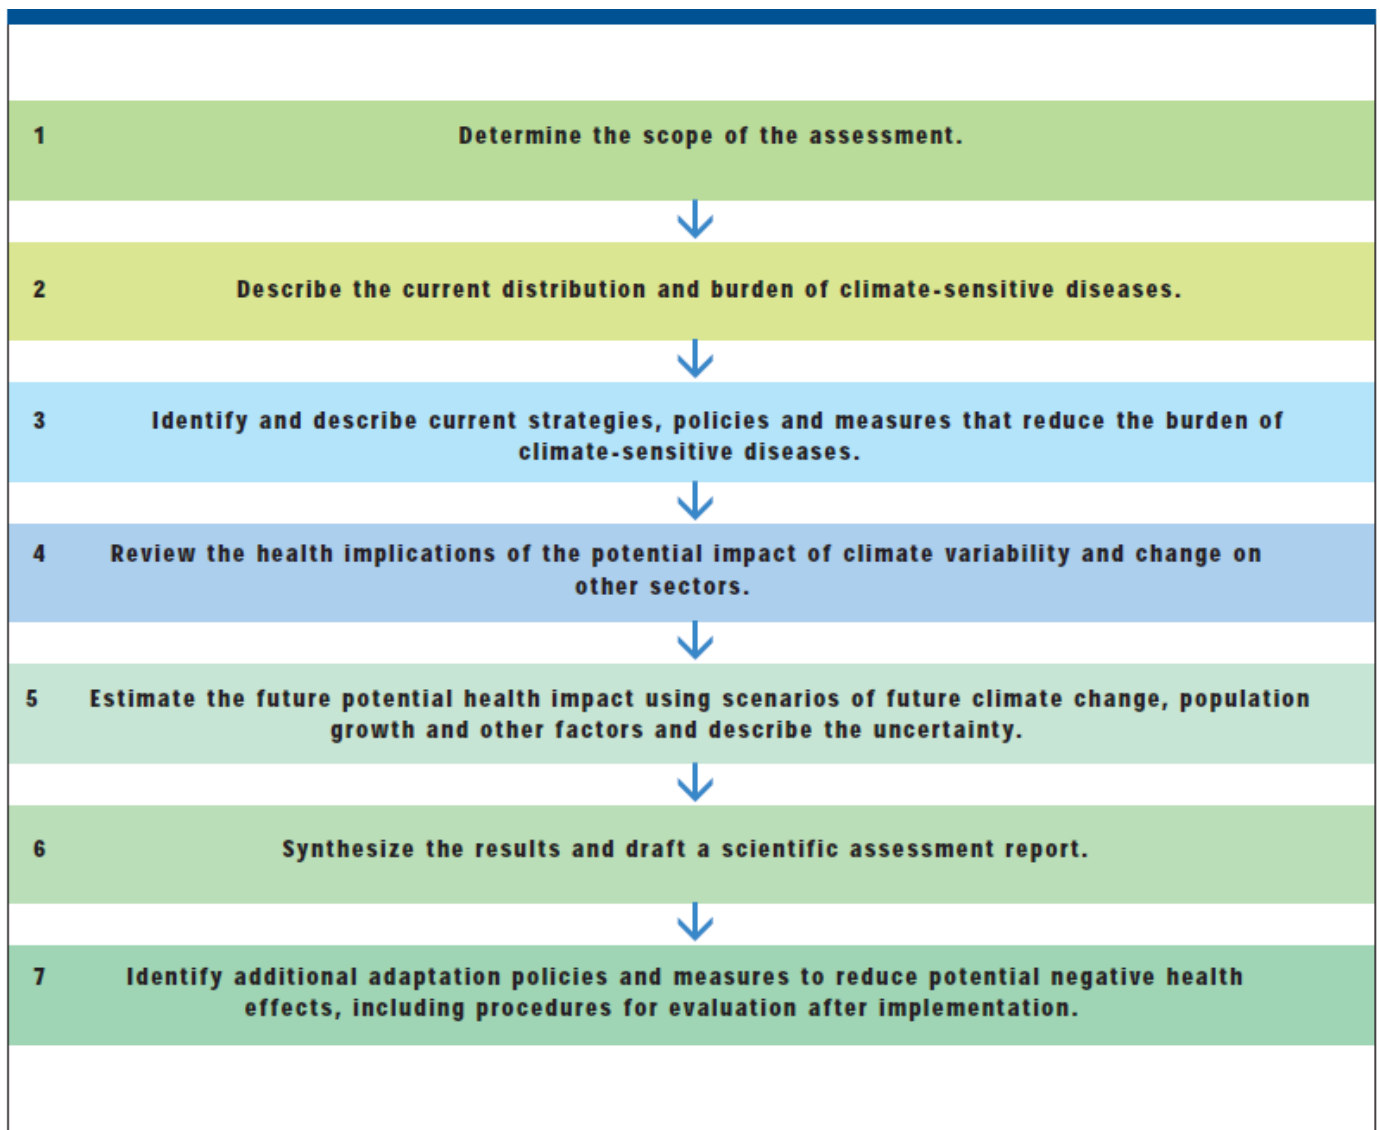 1 Determine the scope of the assessment.
2 Describe the current distribution and burden of climate-sensitive diseases.
3 Identify and describe current strategies, policies and measures that reduce the burden of
climate-sensitive diseases.
4 Review the health implications of the potential impact of climate variability and change on
other sectors.
5 Estimate the future potential health impact using scenarios of future climate change, population
growth and other factors and describe the uncertainty.
6 Synthesize the results and draft a scientific assessment report.
7 Identify additional adaptation policies and measures to reduce potential negative health
effects, including procedures for evaluation after implementation.